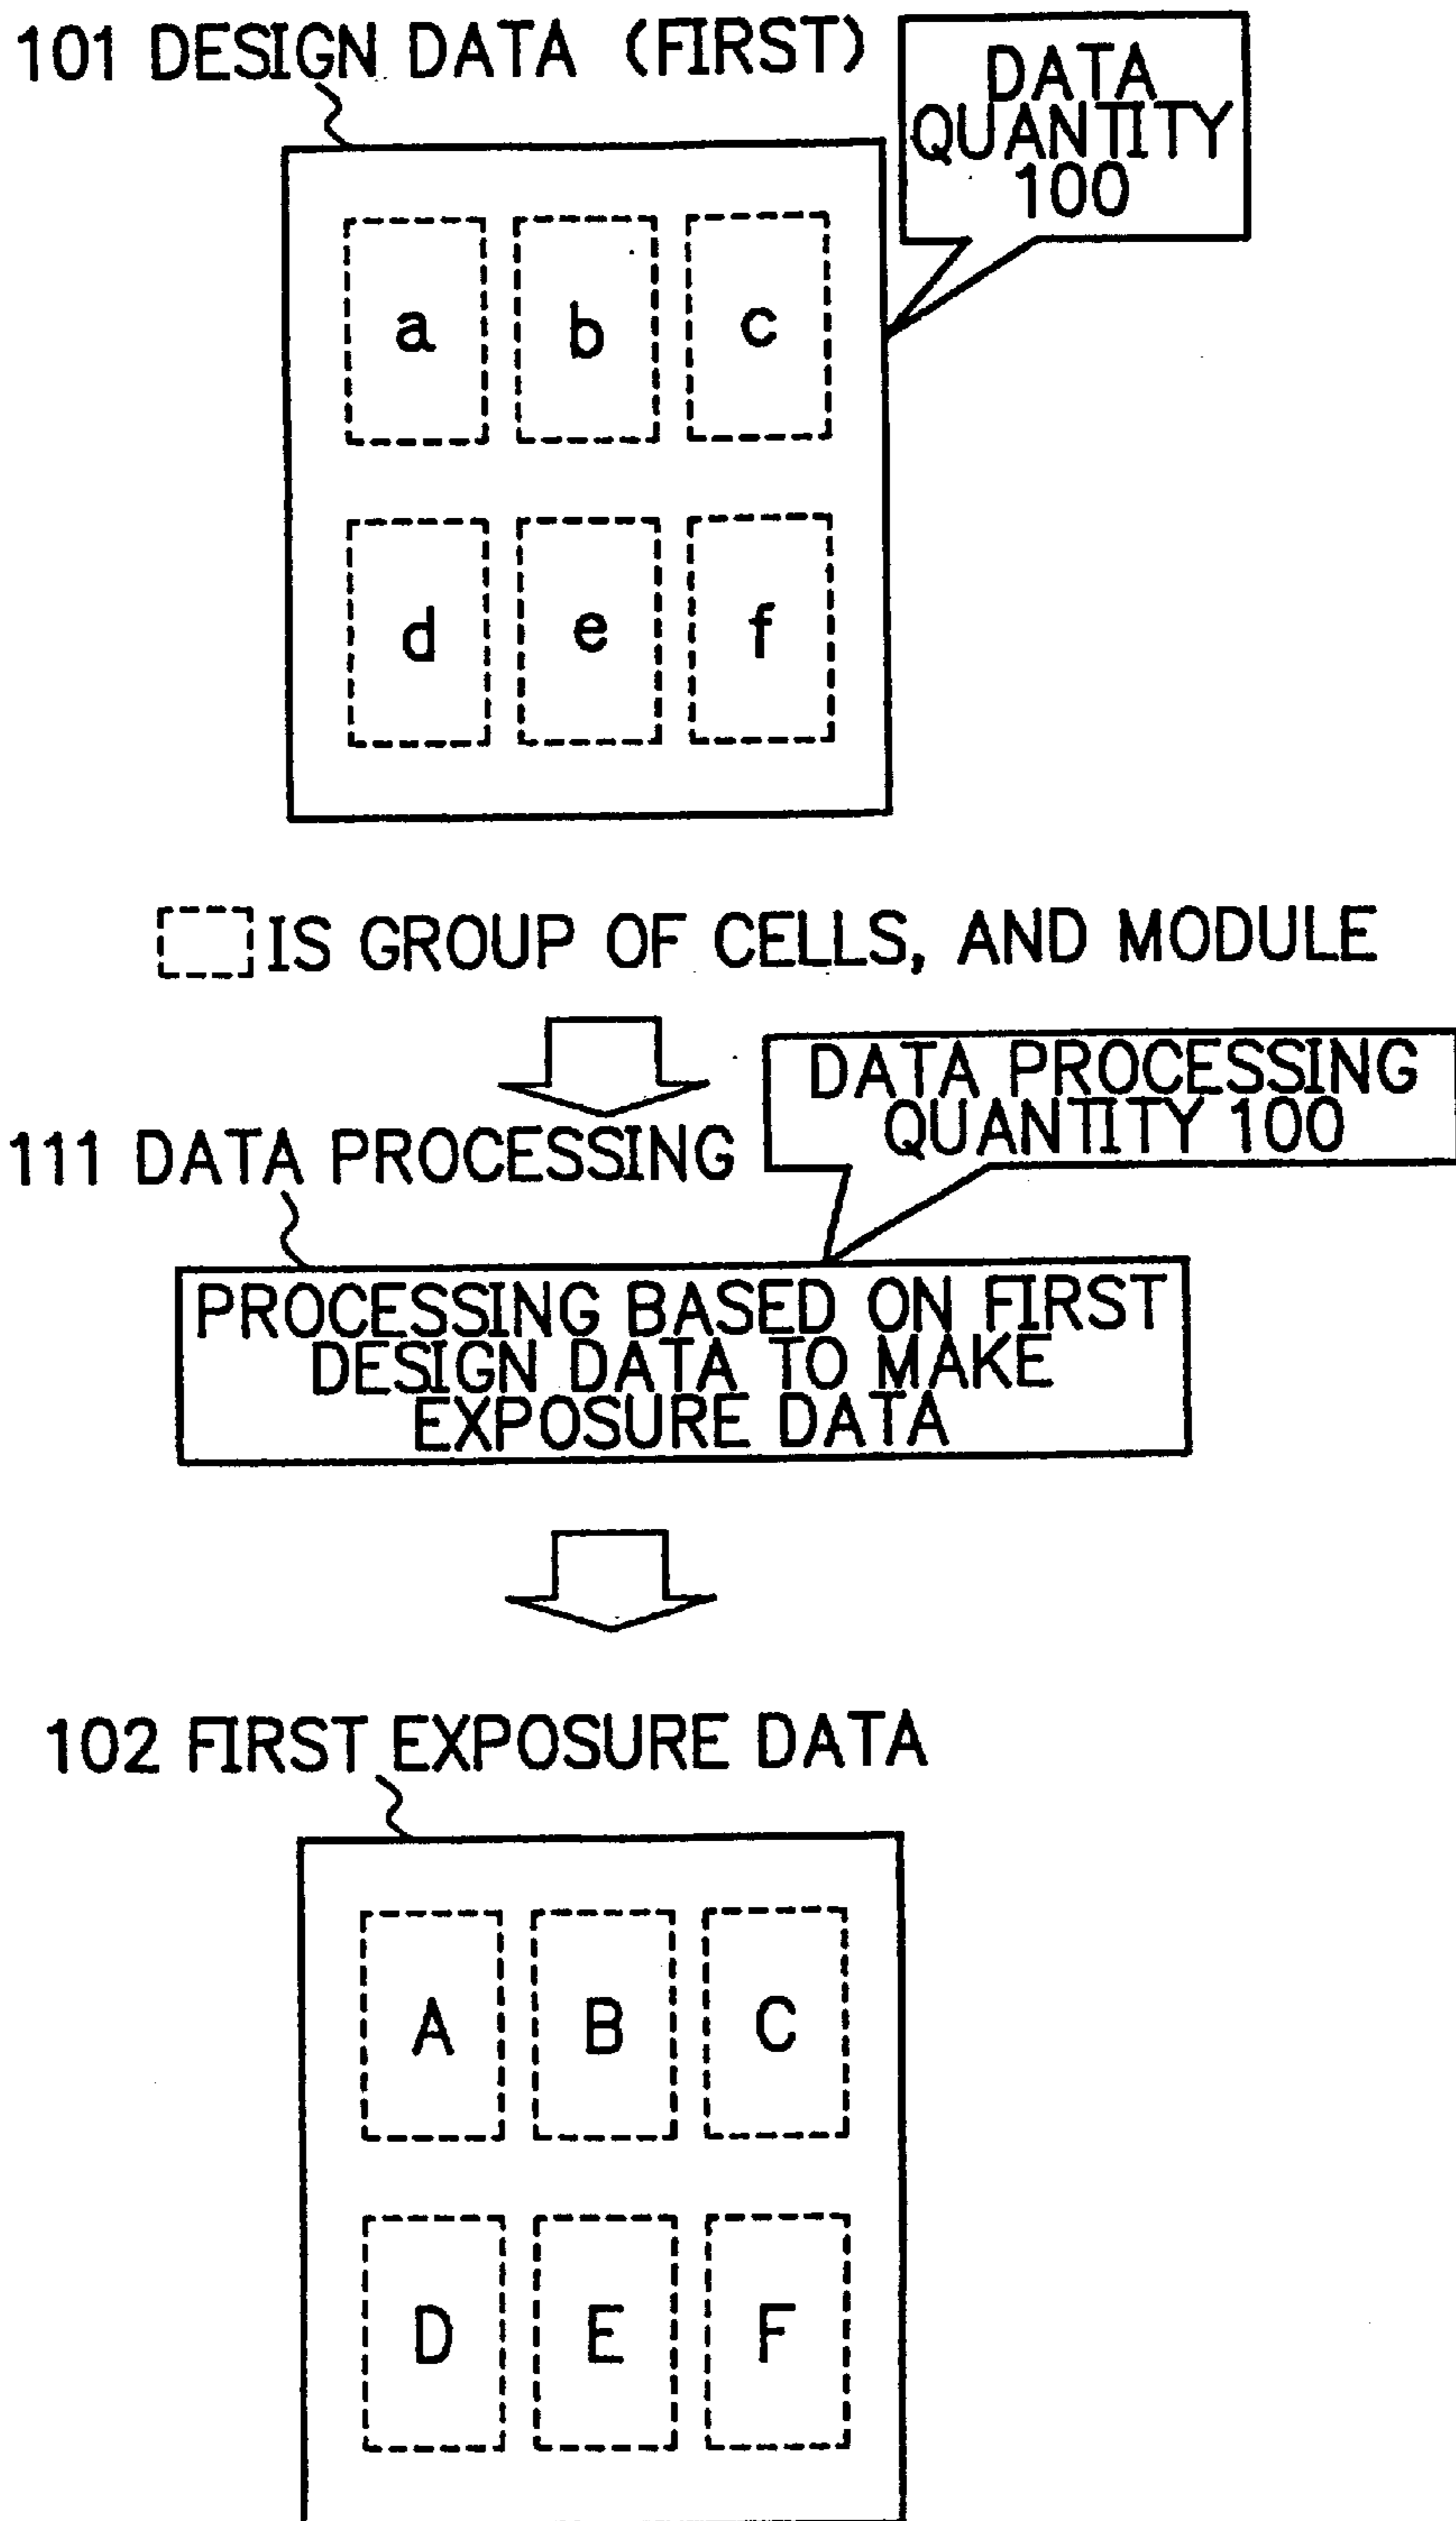 101 DESIGN DATA (FIRST)
DATA
QUANTITY
100
a b c
d e f
IS GROUP OF CELLS, AND MODULE
DATA PROCESSING
QUANTITY 100
111 DATA PROCESSING
PROCESSING BASED ON FIRST
DESIGN DATA TO MAKE
EXPOSURE DATA
102 FIRST EXPOSURE DATA
A B C
D E F